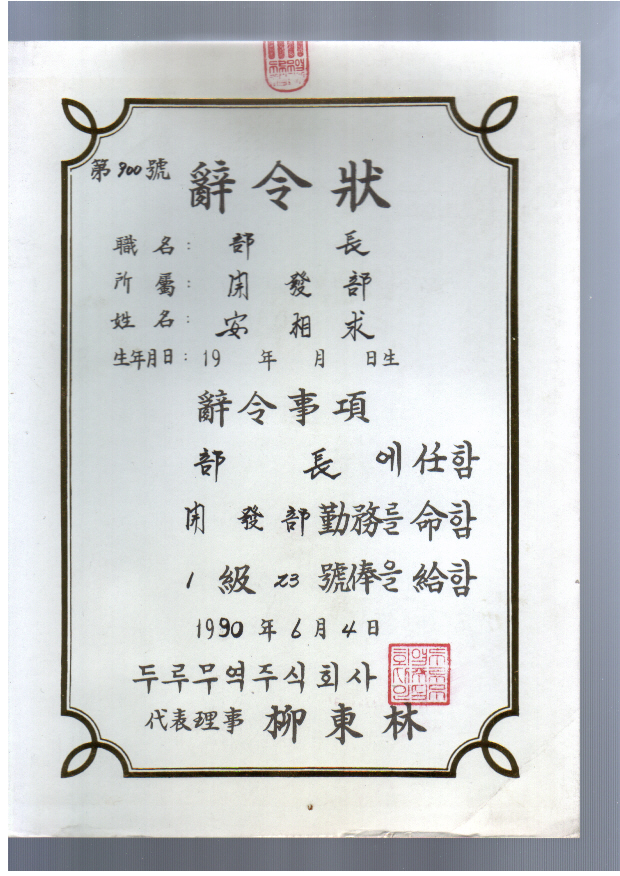 第900號 辭令狀
職名: 部長
所屬: 開發部
姓名: 安相求
生年月日: 19 年 月 日生
辭令事項
部長에任함
開發部勤務를命함
1級23號俸을給함
1990年6月4日
두루무역주식회사
代表理事 柳東林